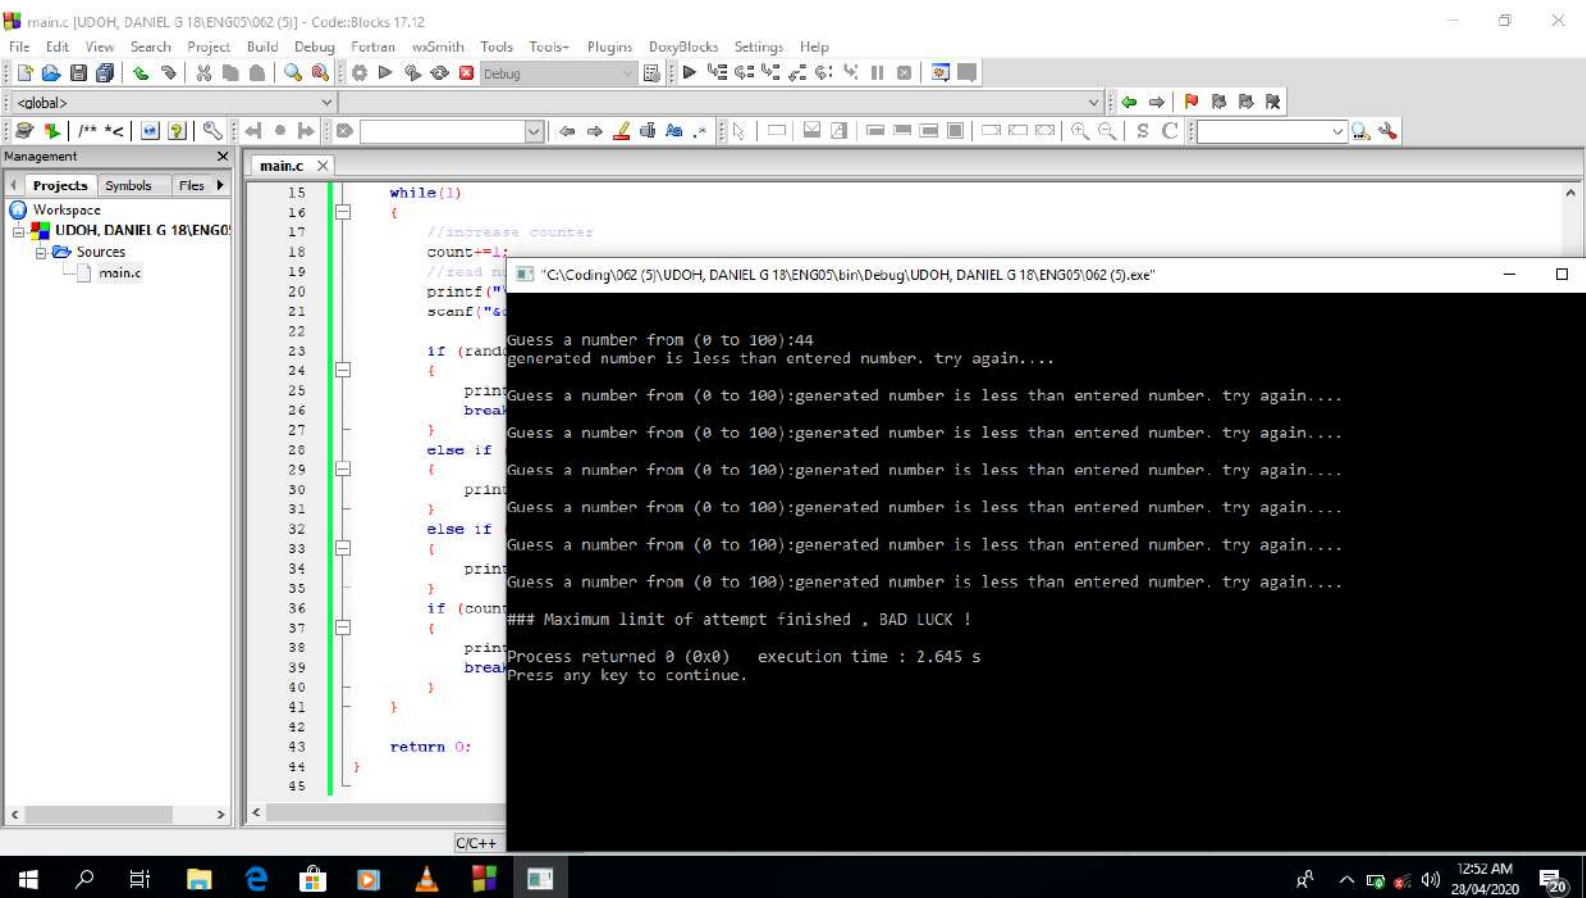 main.c [UDOH, DANIEL G 18\ENG05\062 (5)] - Code::Blocks 17.12
File Edit View Search Project Build Debug Fortran wxSmith Tools Tools+ Plugins DoxyBlocks Settings Help
Debug
<global>
/** *<
S C
Management
main.c
Projects Symbols Files
Workspace
UDOH, DANIEL G 18\ENG05
Sources
main.c
15 while(1)
16 {
17 //increase counter
18 count+=1;
19 //read
20 printf("
21 scanf("&
22
23 if (rand
24 {
25 print
26 break
27 }
28 else if
29 {
30 print
31 }
32 else if
33 {
34 print
35 }
36 if (count
37 {
38 print
39 break
40 }
41 }
42
43 return 0;
44 }
45
"C:\Coding\062 (5)\UDOH, DANIEL G 18\ENG05\bin\Debug\UDOH, DANIEL G 18\ENG05\062 (5).exe"
Guess a number from (0 to 100):44
generated number is less than entered number. try again....
Guess a number from (0 to 100):generated number is less than entered number. try again....
Guess a number from (0 to 100):generated number is less than entered number. try again....
Guess a number from (0 to 100):generated number is less than entered number. try again....
Guess a number from (0 to 100):generated number is less than entered number. try again....
Guess a number from (0 to 100):generated number is less than entered number. try again....
Guess a number from (0 to 100):generated number is less than entered number. try again....
### Maximum limit of attempt finished , BAD LUCK !
Process returned 0 (0x0) execution time : 2.645 s
Press any key to continue.
C/C++
12:52 AM
28/04/2020
20